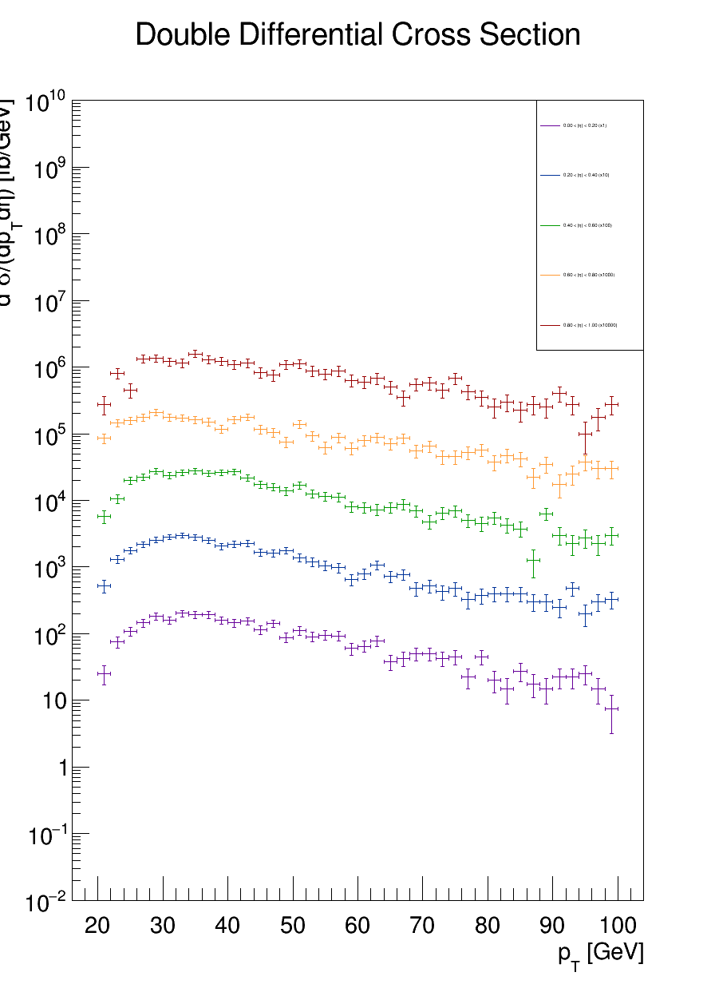 Double Differential Cross Section
d²σ/(dp_T dη) [fb/GeV]
10¹⁰
10⁹
10⁸
10⁷
10⁶
10⁵
10⁴
10³
10²
10
1
10⁻¹
10⁻²
0.00 < |η| < 0.20 (x1)
0.20 < |η| < 0.40 (x10)
0.40 < |η| < 0.60 (x100)
0.60 < |η| < 0.80 (x1000)
0.80 < |η| < 1.00 (x10000)
20 30 40 50 60 70 80 90 100
p_T [GeV]